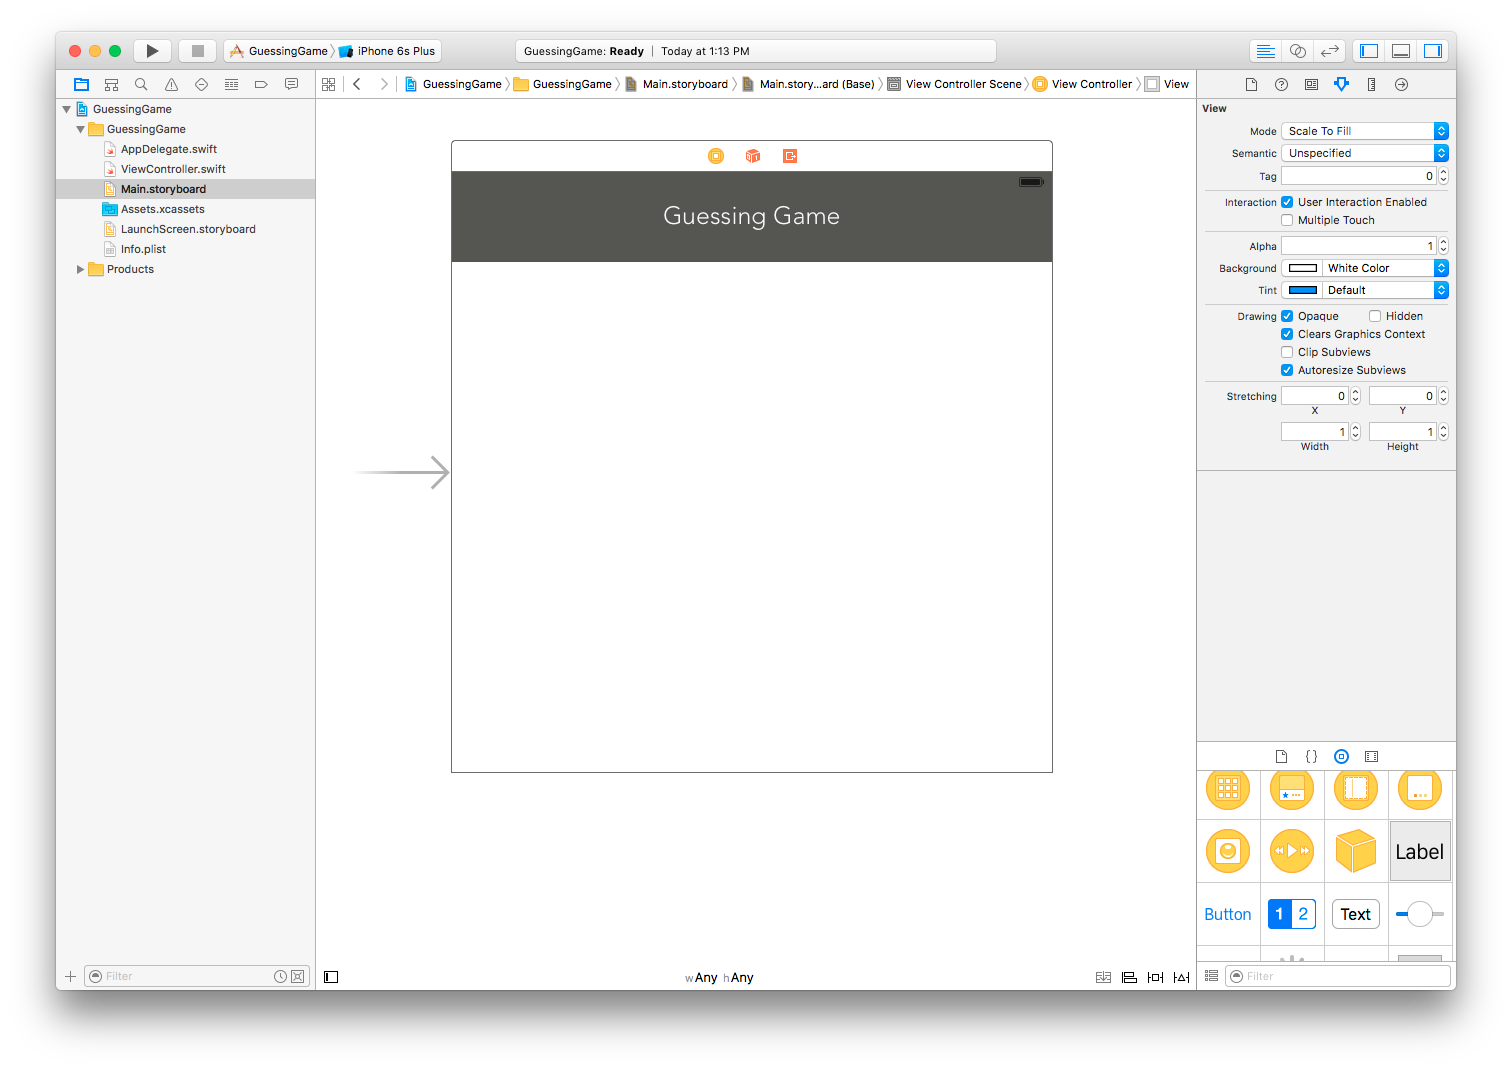 GuessingGame iPhone 6s Plus
GuessingGame: Ready | Today at 1:13 PM
GuessingGame GuessingGame Main.storyboard Main.story...ard (Base) View Controller Scene View Controller View
GuessingGame
GuessingGame
AppDelegate.swift
ViewController.swift
Main.storyboard
Assets.xcassets
LaunchScreen.storyboard
Info.plist
Products
Filter
Guessing Game
wAny hAny
View
Mode Scale To Fill
Semantic Unspecified
Tag 0
Interaction User Interaction Enabled
Multiple Touch
Alpha 1
Background White Color
Tint Default
Drawing Opaque Hidden
Clears Graphics Context
Clip Subviews
Autoresize Subviews
Stretching 0 0
X Y
1 1
Width Height
{ }
Label
Button 1 2 Text
Filter